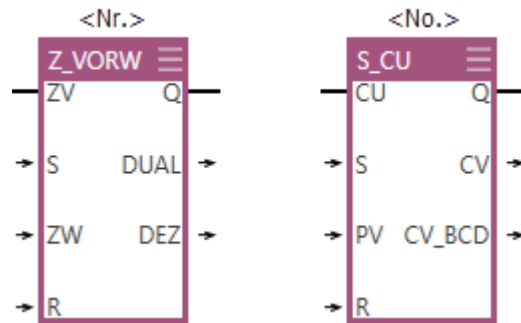 <Nr.>
Z_VORW
ZV Q
S DUAL
ZW DEZ
R
<No.>
S_CU
CU Q
S CV
PV CV_BCD
R